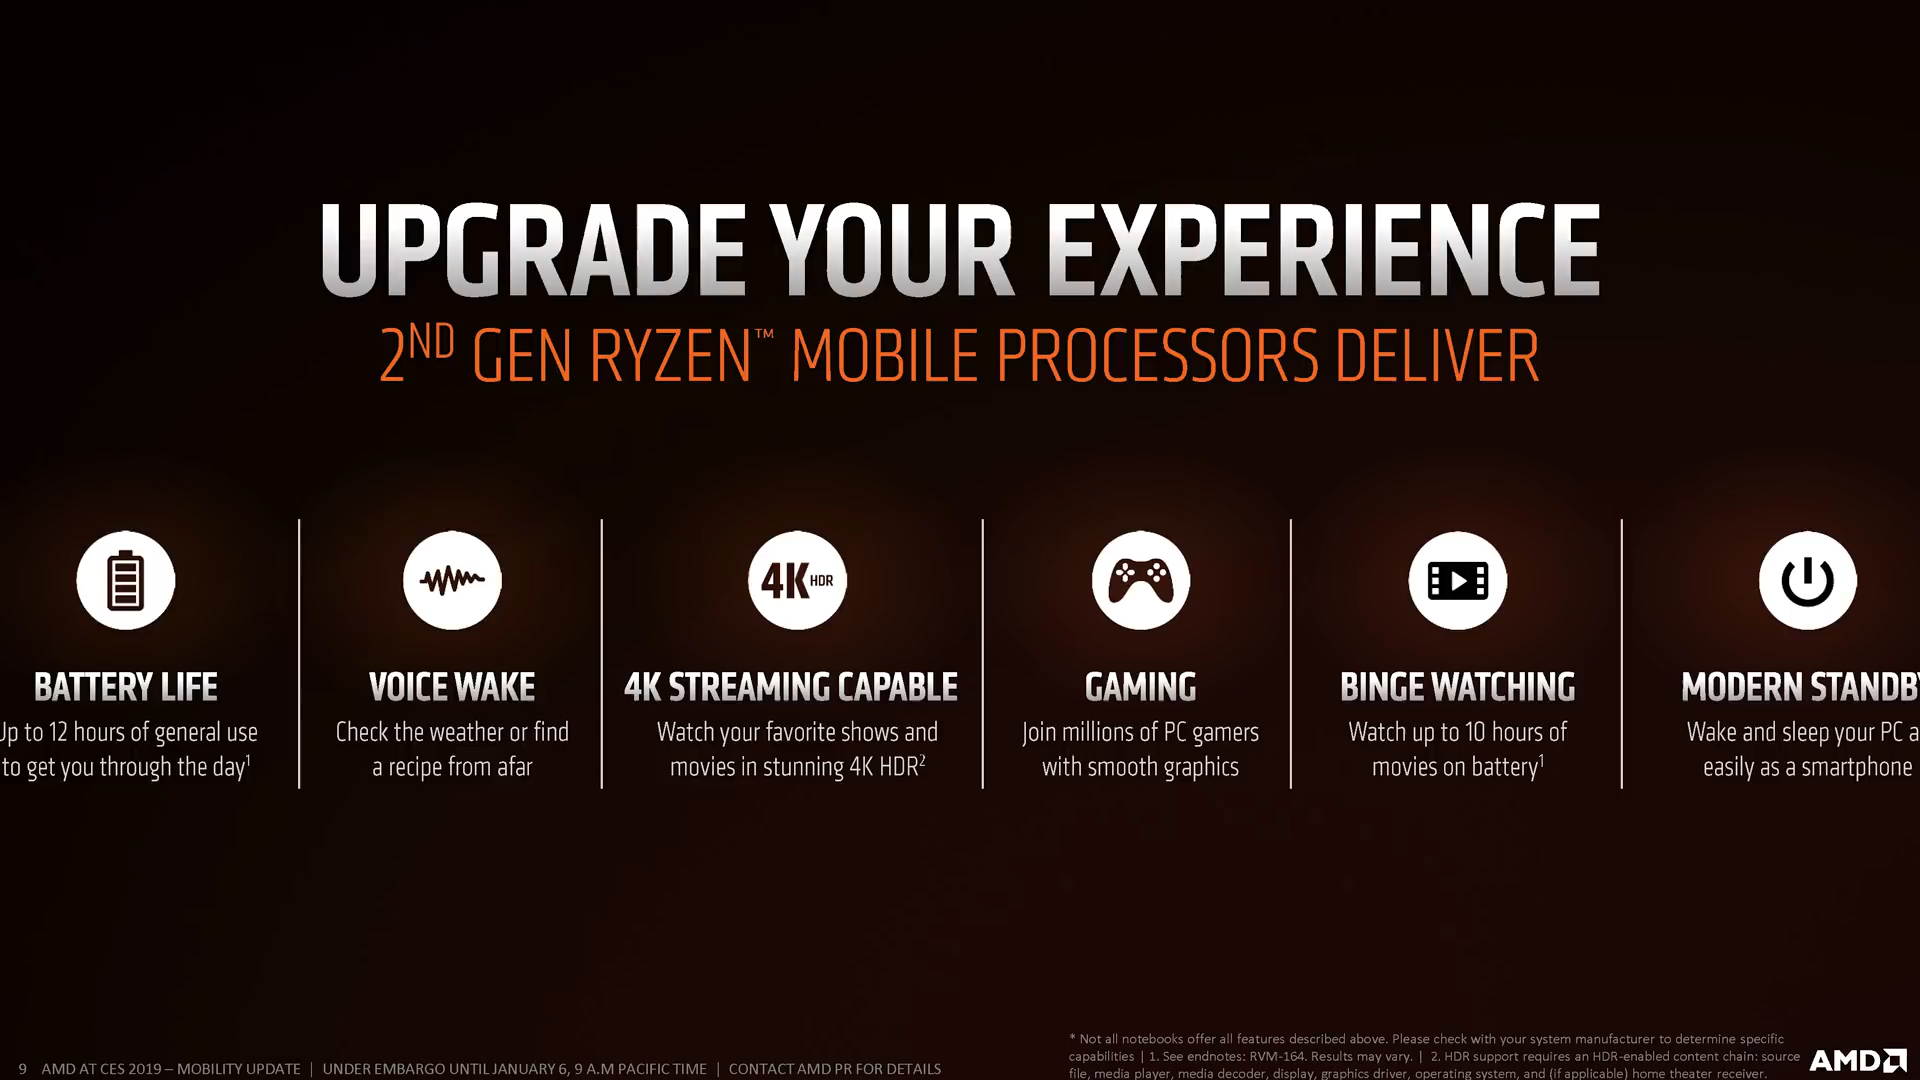 UPGRADE YOUR EXPERIENCE
2ND GEN RYZEN™ MOBILE PROCESSORS DELIVER
BATTERY LIFE
Up to 12 hours of general use
to get you through the day¹
VOICE WAKE
Check the weather or find
a recipe from afar
4K HDR
4K STREAMING CAPABLE
Watch your favorite shows and
movies in stunning 4K HDR²
GAMING
Join millions of PC gamers
with smooth graphics
BINGE WATCHING
Watch up to 10 hours of
movies on battery¹
MODERN STANDBY
Wake and sleep your PC a
easily as a smartphone
* Not all notebooks offer all features described above. Please check with your system manufacturer to determine specific
capabilities | 1. See endnotes: RVM-164. Results may vary. | 2. HDR support requires an HDR-enabled content chain: source
file, media player, media decoder, display, graphics driver, operating system, and (if applicable) home theater receiver.
9 AMD AT CES 2019 – MOBILITY UPDATE | UNDER EMBARGO UNTIL JANUARY 6, 9 A.M PACIFIC TIME | CONTACT AMD PR FOR DETAILS
AMD